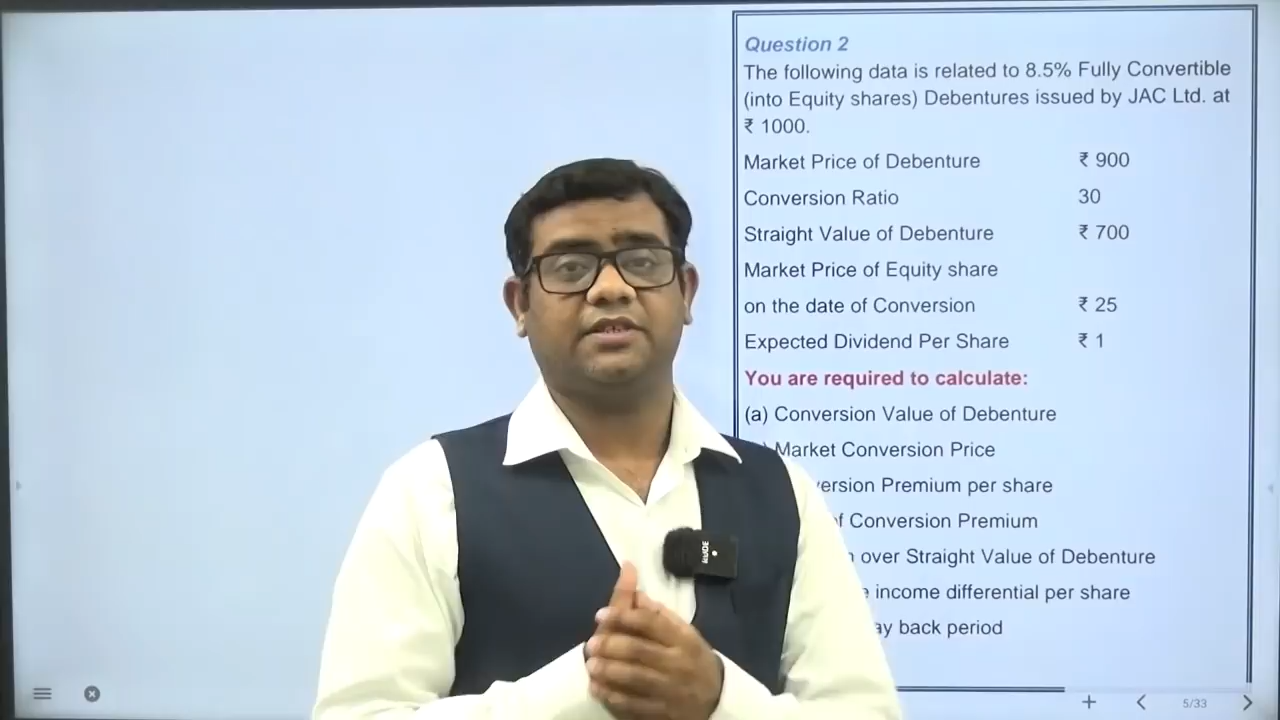 Question 2
The following data is related to 8.5% Fully Convertible
(into Equity shares) Debentures issued by JAC Ltd. at
₹ 1000.
Market Price of Debenture ₹ 900
Conversion Ratio 30
Straight Value of Debenture ₹ 700
Market Price of Equity share
on the date of Conversion ₹ 25
Expected Dividend Per Share ₹ 1
You are required to calculate:
(a) Conversion Value of Debenture
Market Conversion Price
Premium per share
Conversion Premium
over Straight Value of Debenture
income differential per share
back period
RØDE
5/33